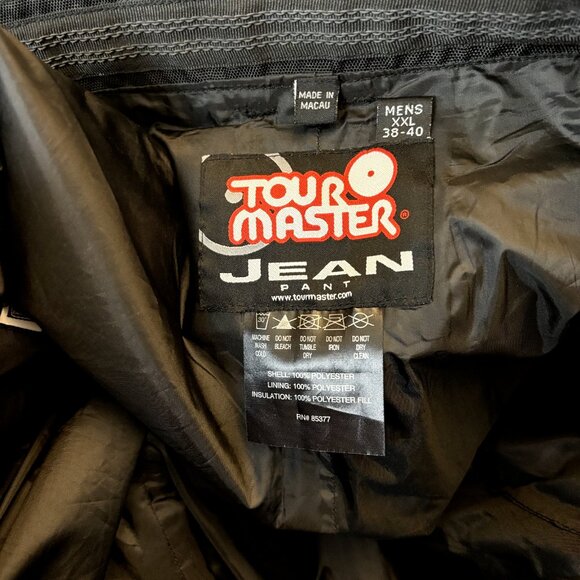 MADE IN
MACAU
MENS
XXL
38-40
TOUR
MASTER®
JEAN
PANT
www.tourmaster.com
30°
MACHINE WASH COLD
DO NOT BLEACH
DO NOT TUMBLE DRY
DO NOT IRON
DO NOT DRY CLEAN
SHELL: 100% POLYESTER
LINING: 100% POLYESTER
INSULATION: 100% POLYESTER FILL
RN# 85377